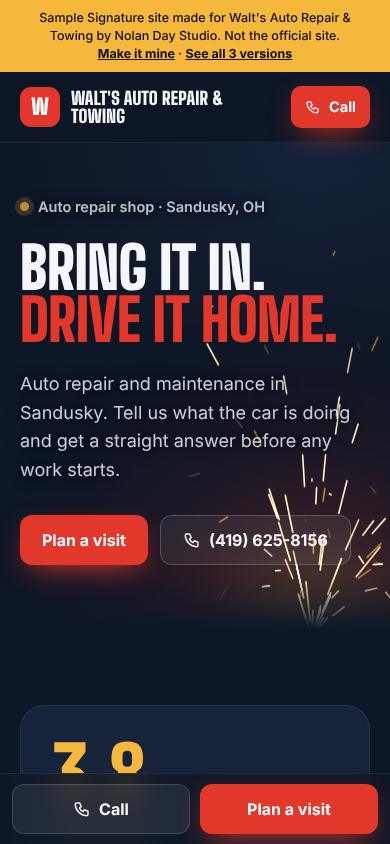 Sample Signature site made for Walt's Auto Repair &
Towing by Nolan Day Studio. Not the official site.
Make it mine · See all 3 versions
W
WALT'S AUTO REPAIR &
TOWING
Call
Auto repair shop · Sandusky, OH
BRING IT IN.
DRIVE IT HOME.
Auto repair and maintenance in
Sandusky. Tell us what the car is doing
and get a straight answer before any
work starts.
Plan a visit
(419) 625-8156
Call
Plan a visit